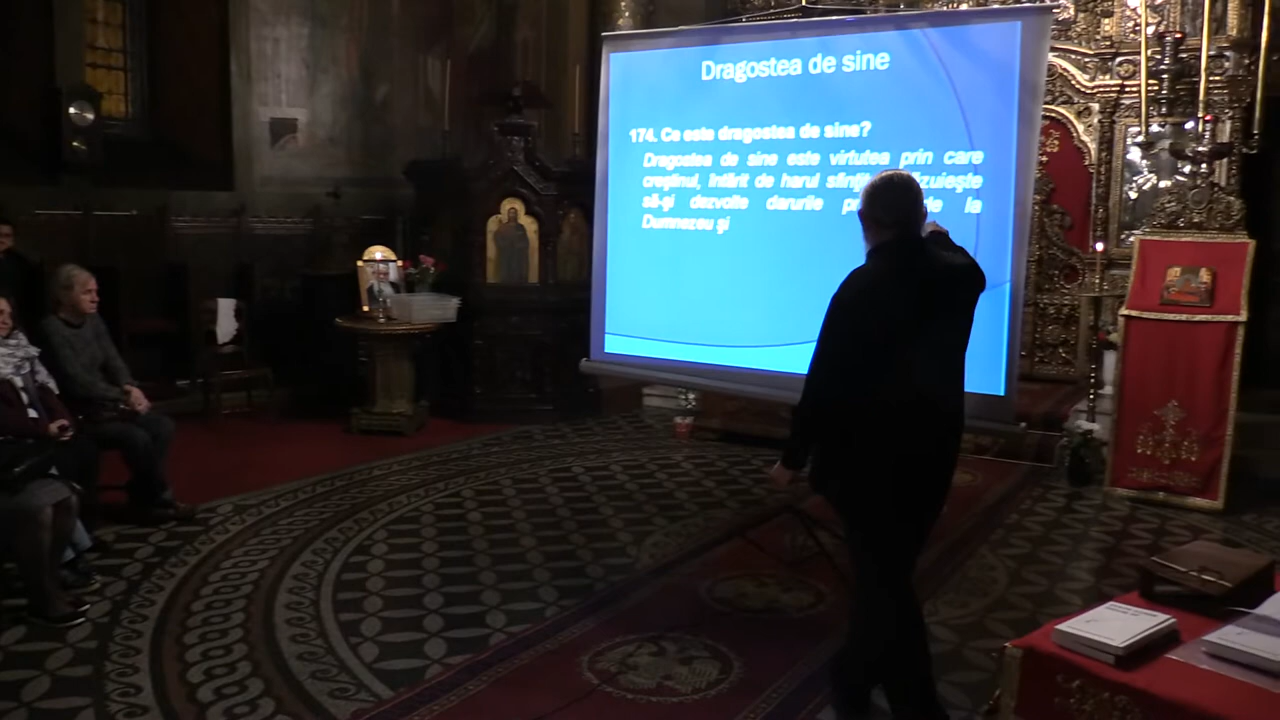 Dragostea de sine
174. Ce este dragostea de sine?
Dragostea de sine este virtutea prin care
creştinul, întărit de harul
să-şi dezvolte darurile la
Dumnezeu şi